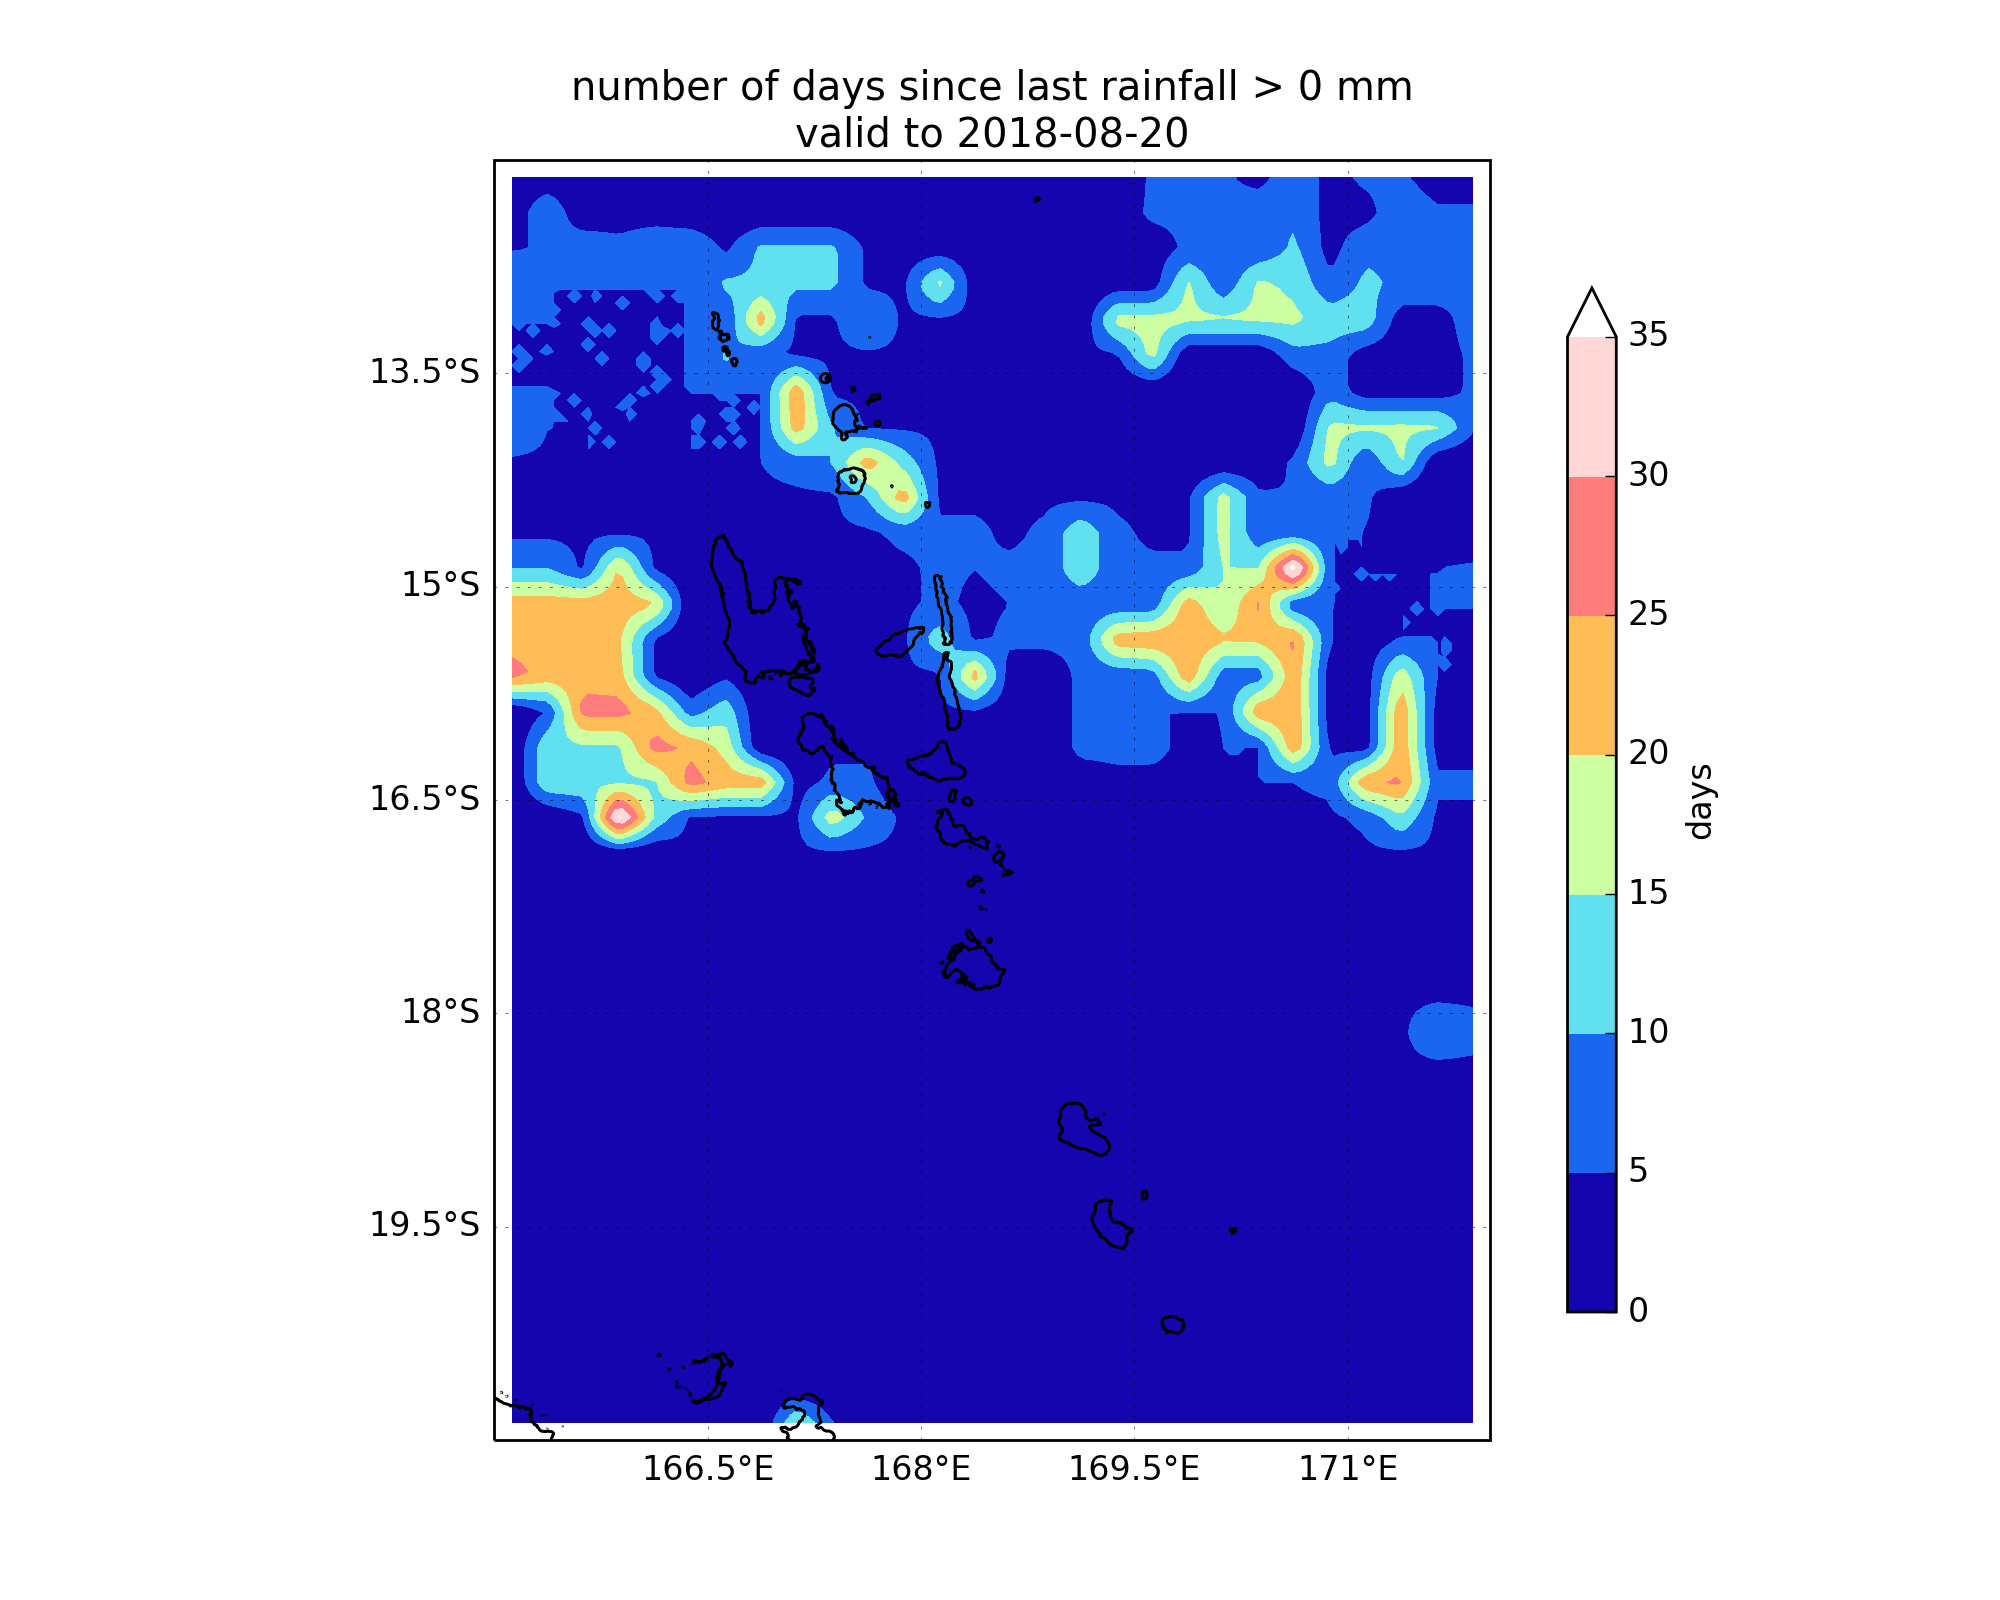 number of days since last rainfall > 0 mm
valid to 2018-08-20
13.5°S
15°S
16.5°S
18°S
19.5°S
166.5°E
168°E
169.5°E
171°E
35
30
25
20
15
10
5
0
days